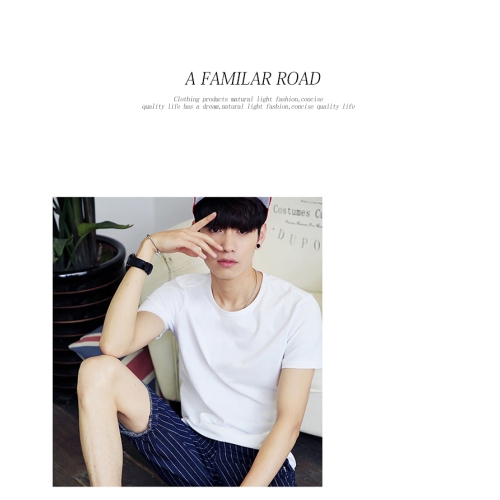 A FAMILAR ROAD
Clothing products natural light fashion,concise
quality life has a dream,natural light fashion,concise quality life
Costumes
DUPO